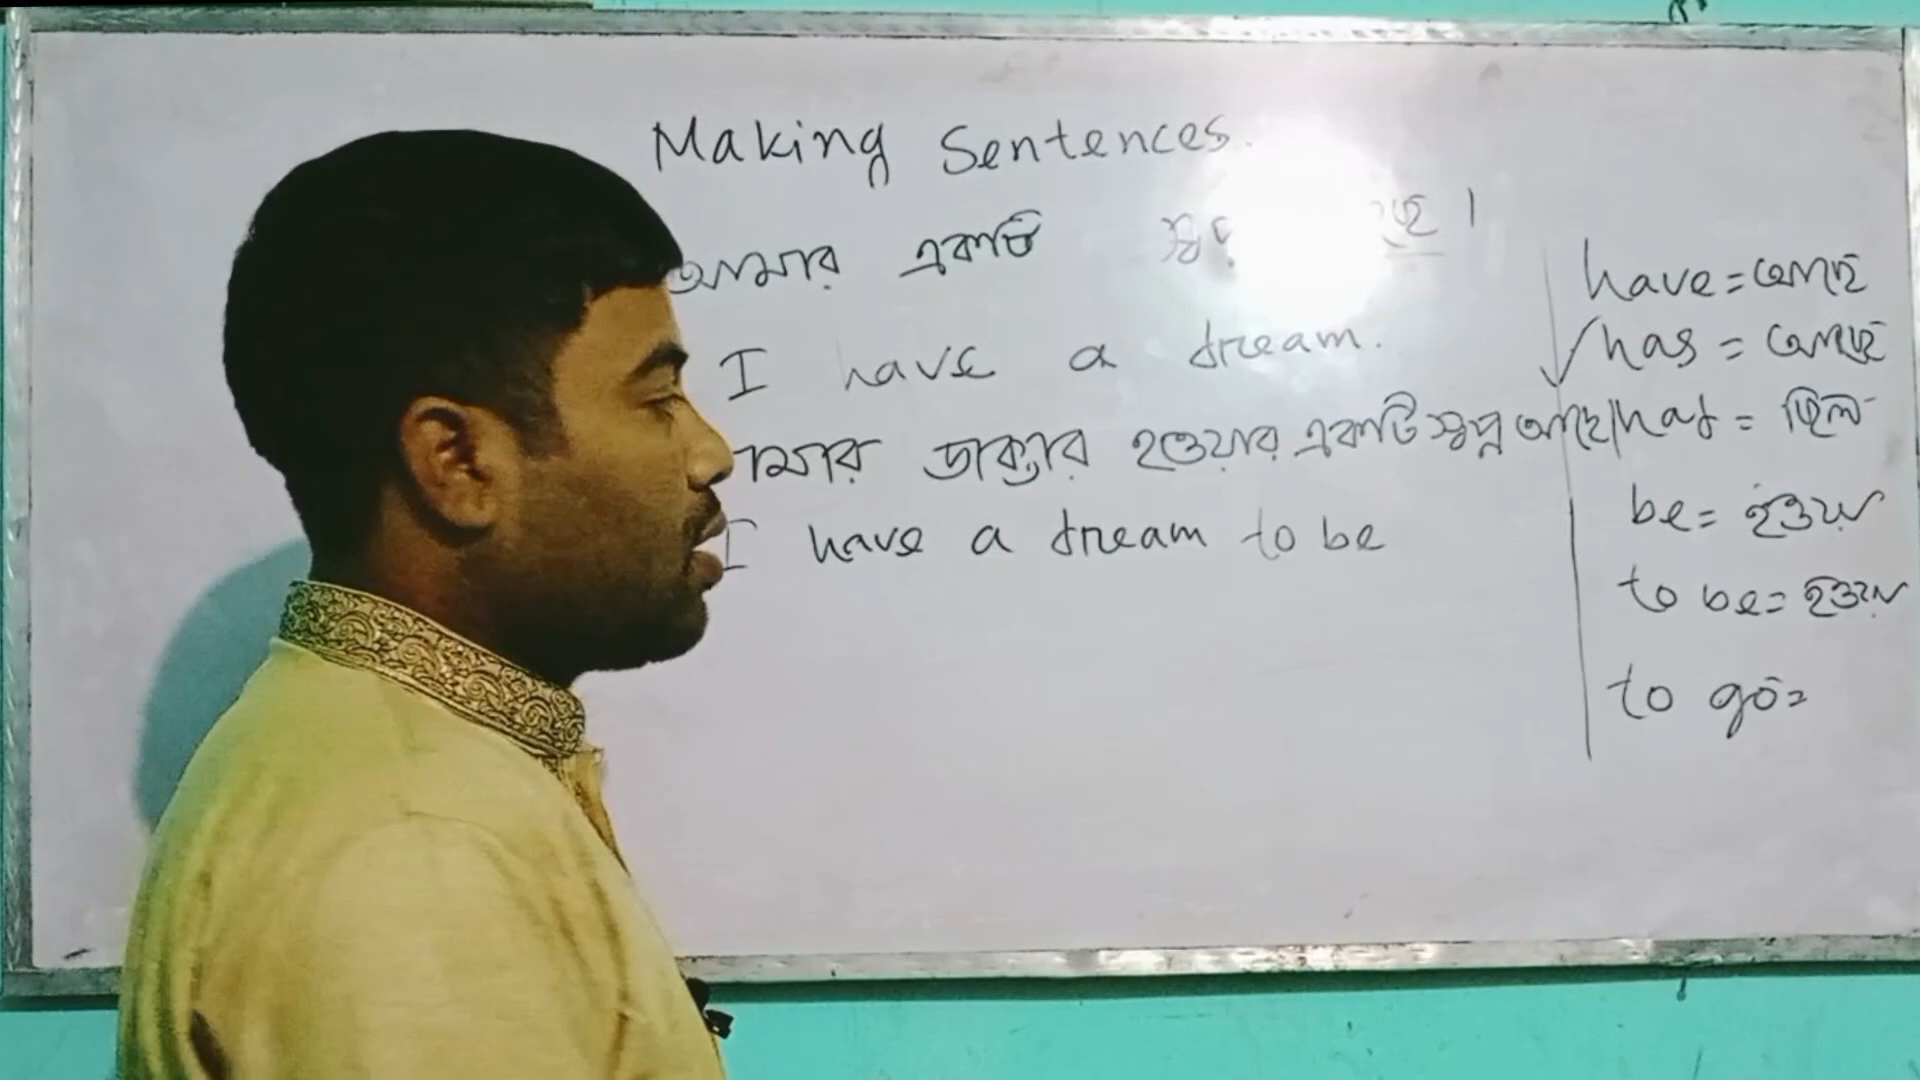 Making Sentences.
আমার একটি
I have a dream.
ামার ডাক্তার হওয়ার একটি স্বপ্ন আছে।
I have a dream to be
have = আছে
has = আছে
had = ছিল
be = হওয়া
to be = হওয়া
to go =